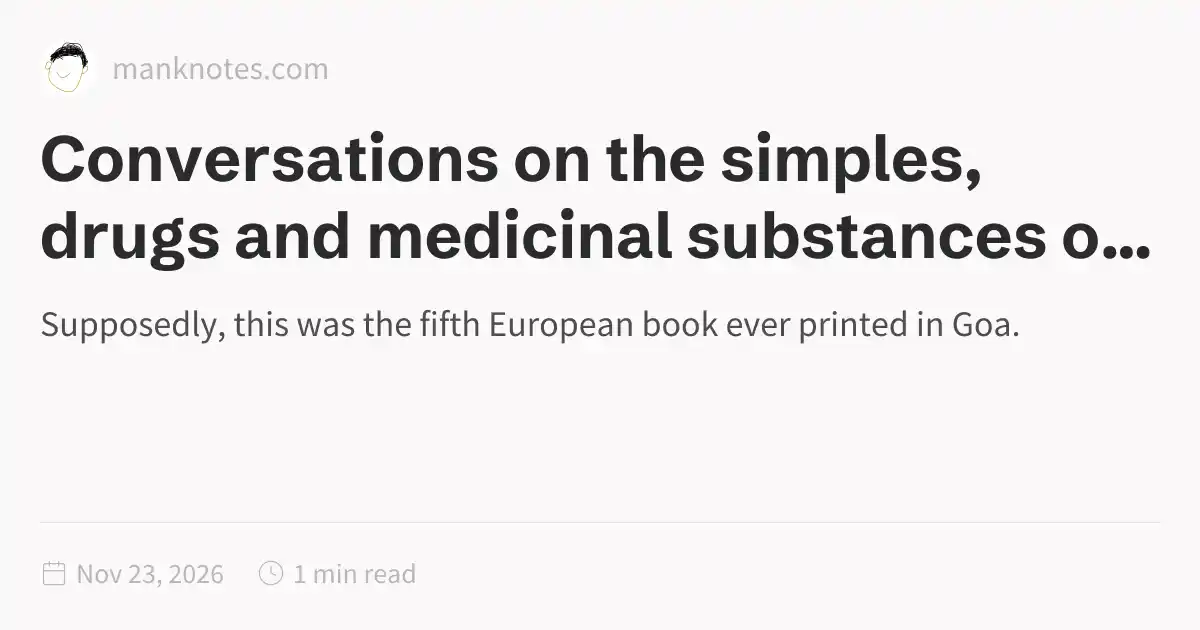 manknotes.com
Conversations on the simples,
drugs and medicinal substances o...
Supposedly, this was the fifth European book ever printed in Goa.
Nov 23, 2026 1 min read